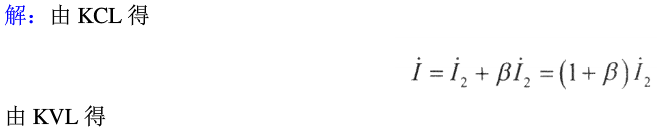 解：由 KCL 得
İ = İ₂ + βİ₂ = (1 + β) İ₂
由 KVL 得